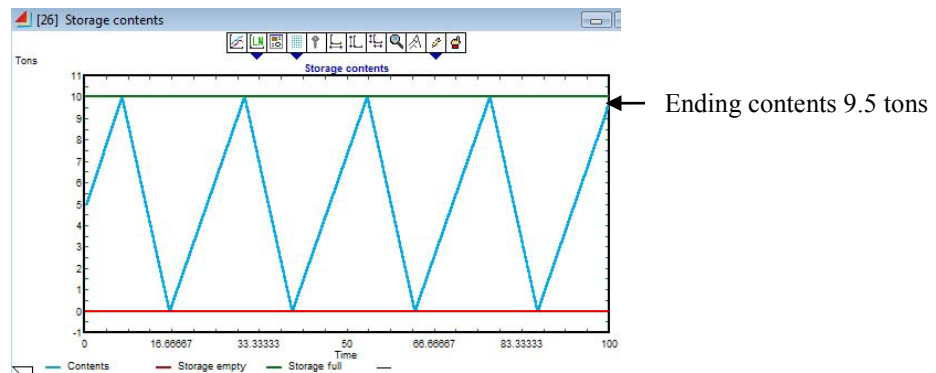 [26] Storage contents
Tons
Storage contents
11
10
9
8
7
6
5
4
3
2
1
0
-1
0 16.66667 33.33333 50 66.66667 83.33333 100
Time
Contents Storage empty Storage full
Ending contents 9.5 tons